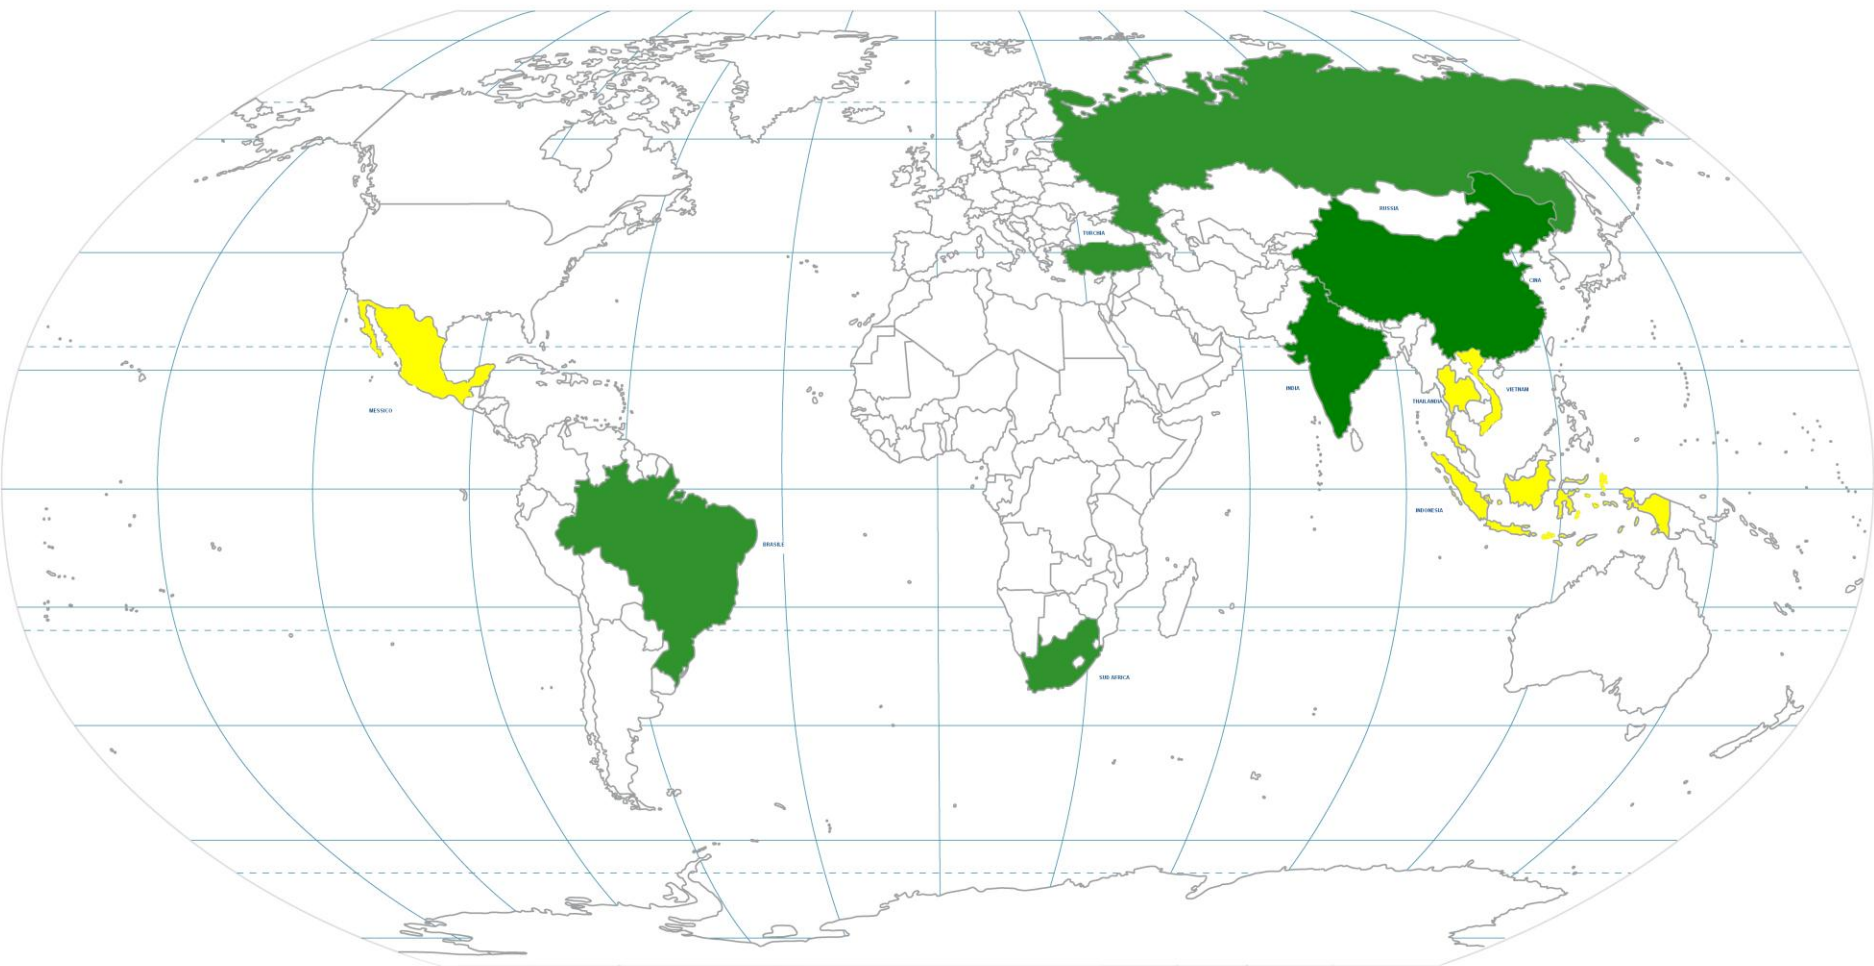 RUSSIA
TURCHIA
CINA
INDIA
VIETNAM
THAILANDIA
MESSICO
INDONESIA
BRASILE
SUD AFRICA